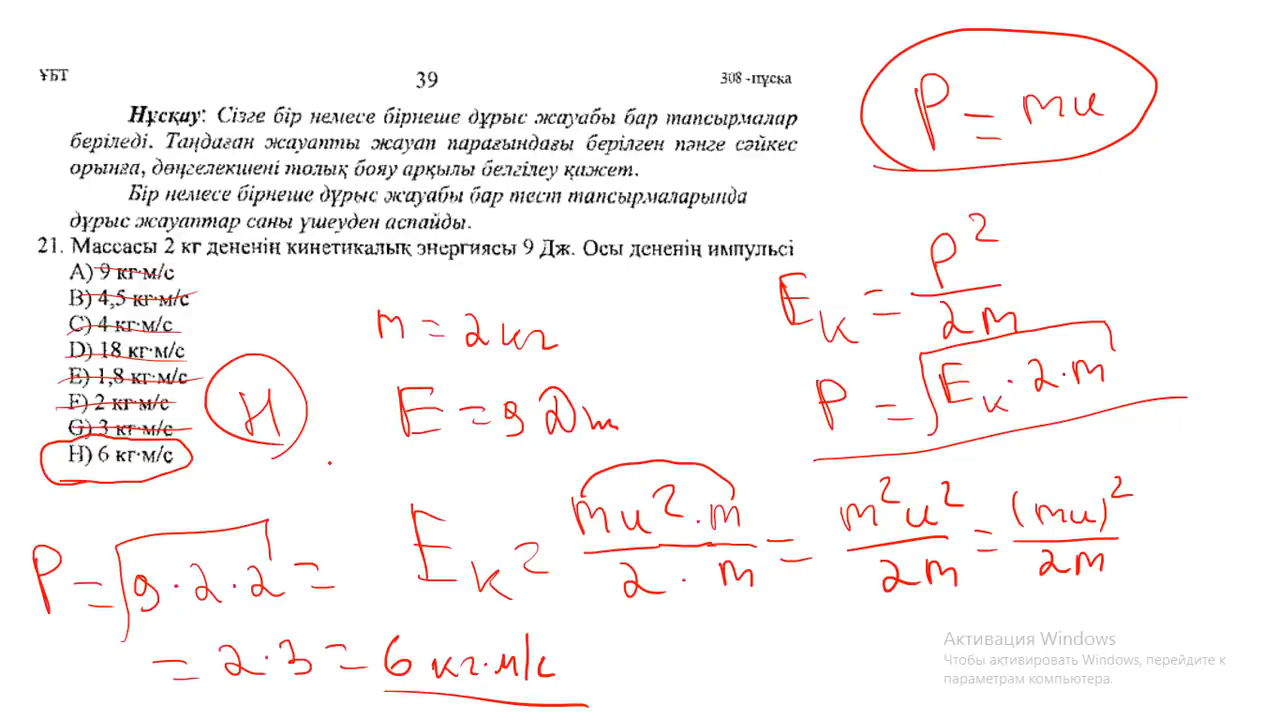 ҰБТ
39
308 -нұсқа
Нұсқау: Сізге бір немесе бірнеше дұрыс жауабы бар тапсырмалар
беріледі. Таңдаған жауапты жауап парағындағы берілген пәнге сәйкес
орынға, дөңгелекшені толық бояу арқылы белгілеу қажет.
Бір немесе бірнеше дұрыс жауабы бар тест тапсырмаларында
дұрыс жауаптар саны үшеуден аспайды.
21. Массасы 2 кг дененің кинетикалық энергиясы 9 Дж. Осы дененің импульсі
A) 9 кг·м/с
B) 4,5 кг·м/с
C) 4 кг·м/с
D) 18 кг·м/с
E) 1,8 кг·м/с
F) 2 кг·м/с
G) 3 кг·м/с
H) 6 кг·м/с
H
m = 2 кг
E = 9 Дж
P = mu
E_K = P²/2m
P = √(E_K · 2 · m)
E_K = mu² · m / 2 · m = m²u²/2m = (mu)²/2m
P = √(9 · 2 · 2) =
= 2 · 3 = 6 кг·м/с
Активация Windows
Чтобы активировать Windows, перейдите к
параметрам компьютера.